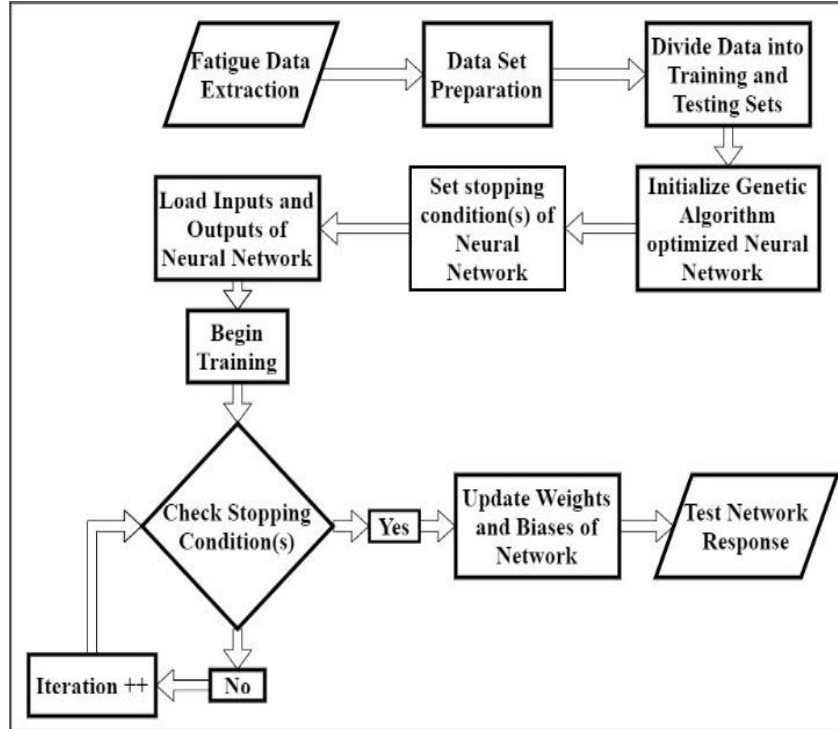 Fatigue Data
Extraction
Data Set
Preparation
Divide Data into
Training and
Testing Sets
Initialize Genetic
Algorithm
optimized Neural
Network
Set stopping
condition(s) of
Neural
Network
Load Inputs and
Outputs of
Neural Network
Begin
Training
Check Stopping
Condition(s)
Yes
Update Weights
and Biases of
Network
Test Network
Response
No
Iteration ++